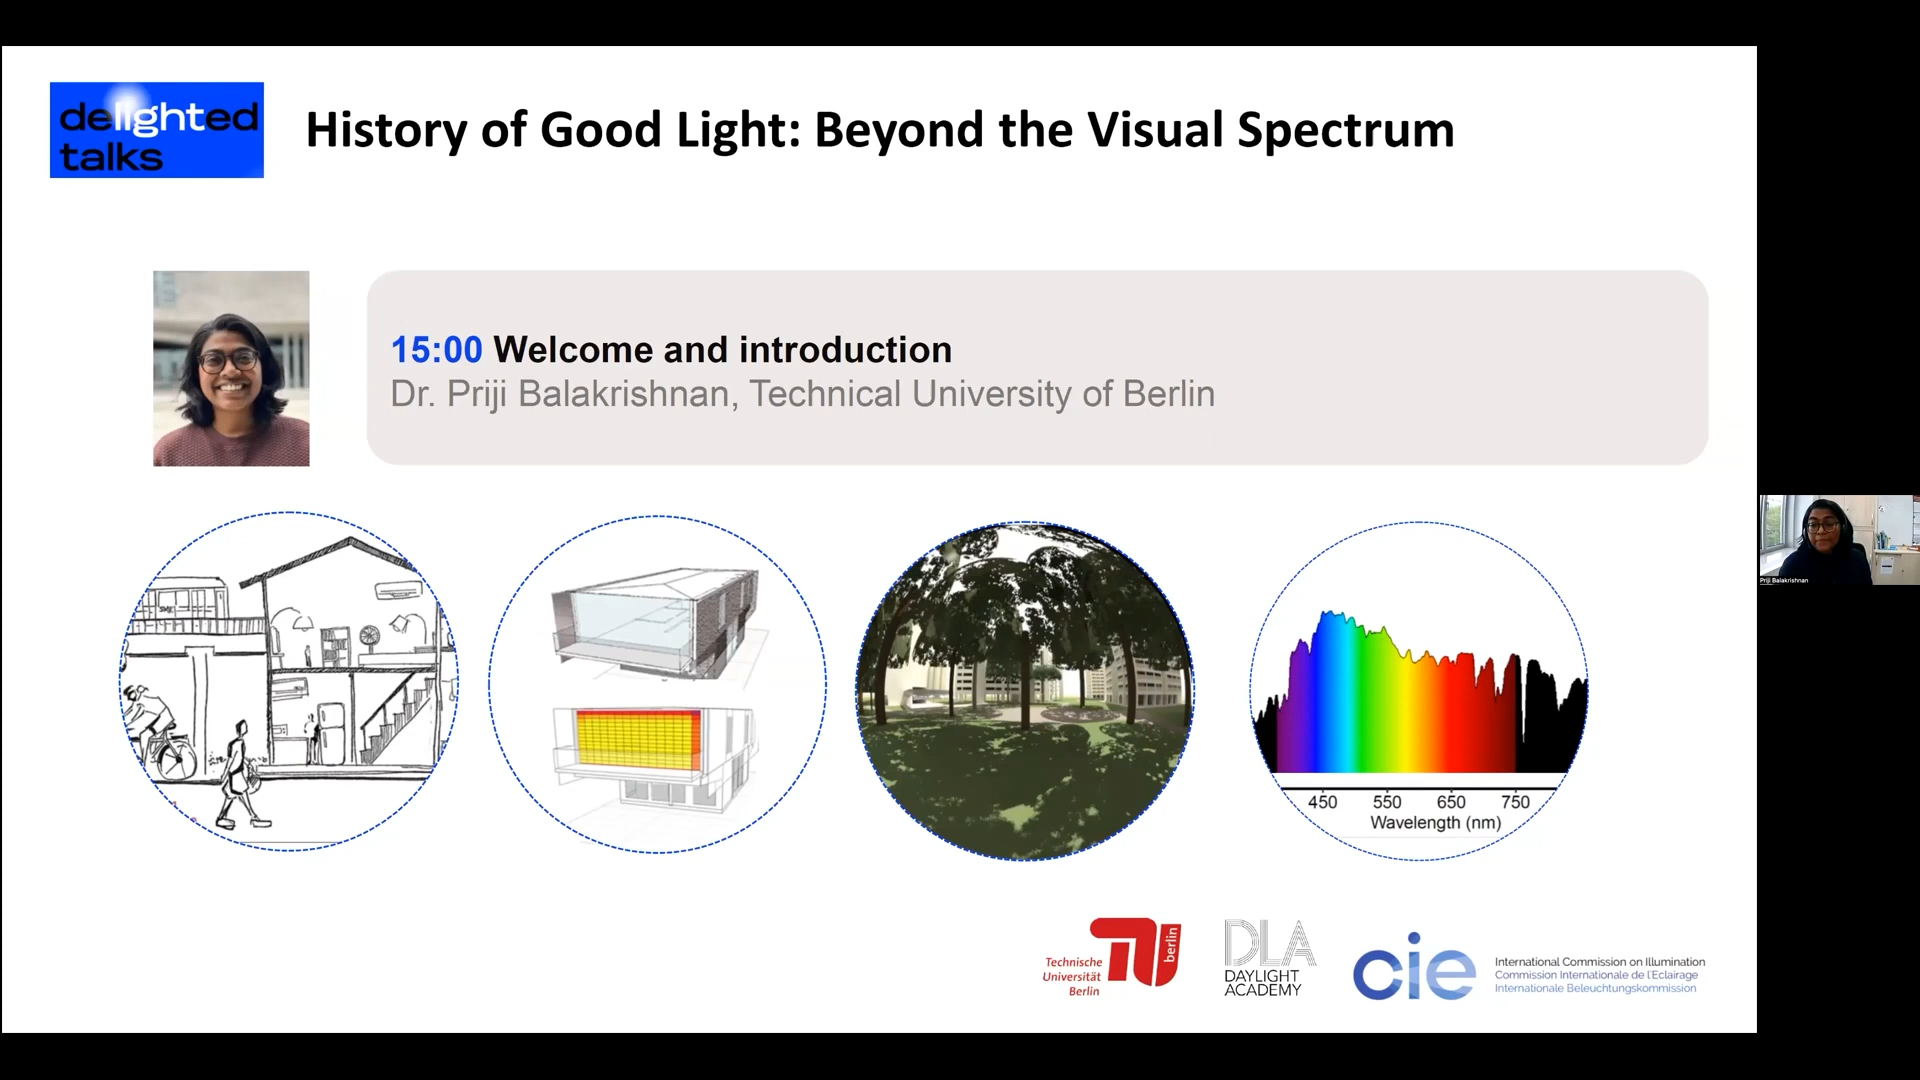 delighted
talks
History of Good Light: Beyond the Visual Spectrum
15:00 Welcome and introduction
Dr. Priji Balakrishnan, Technical University of Berlin
Priji Balakrishnan
450 550 650 750
Wavelength (nm)
Technische
Universität
Berlin
berlin
DLA
DAYLIGHT
ACADEMY
cie
International Commission on Illumination
Commission Internationale de l'Eclairage
Internationale Beleuchtungskommission